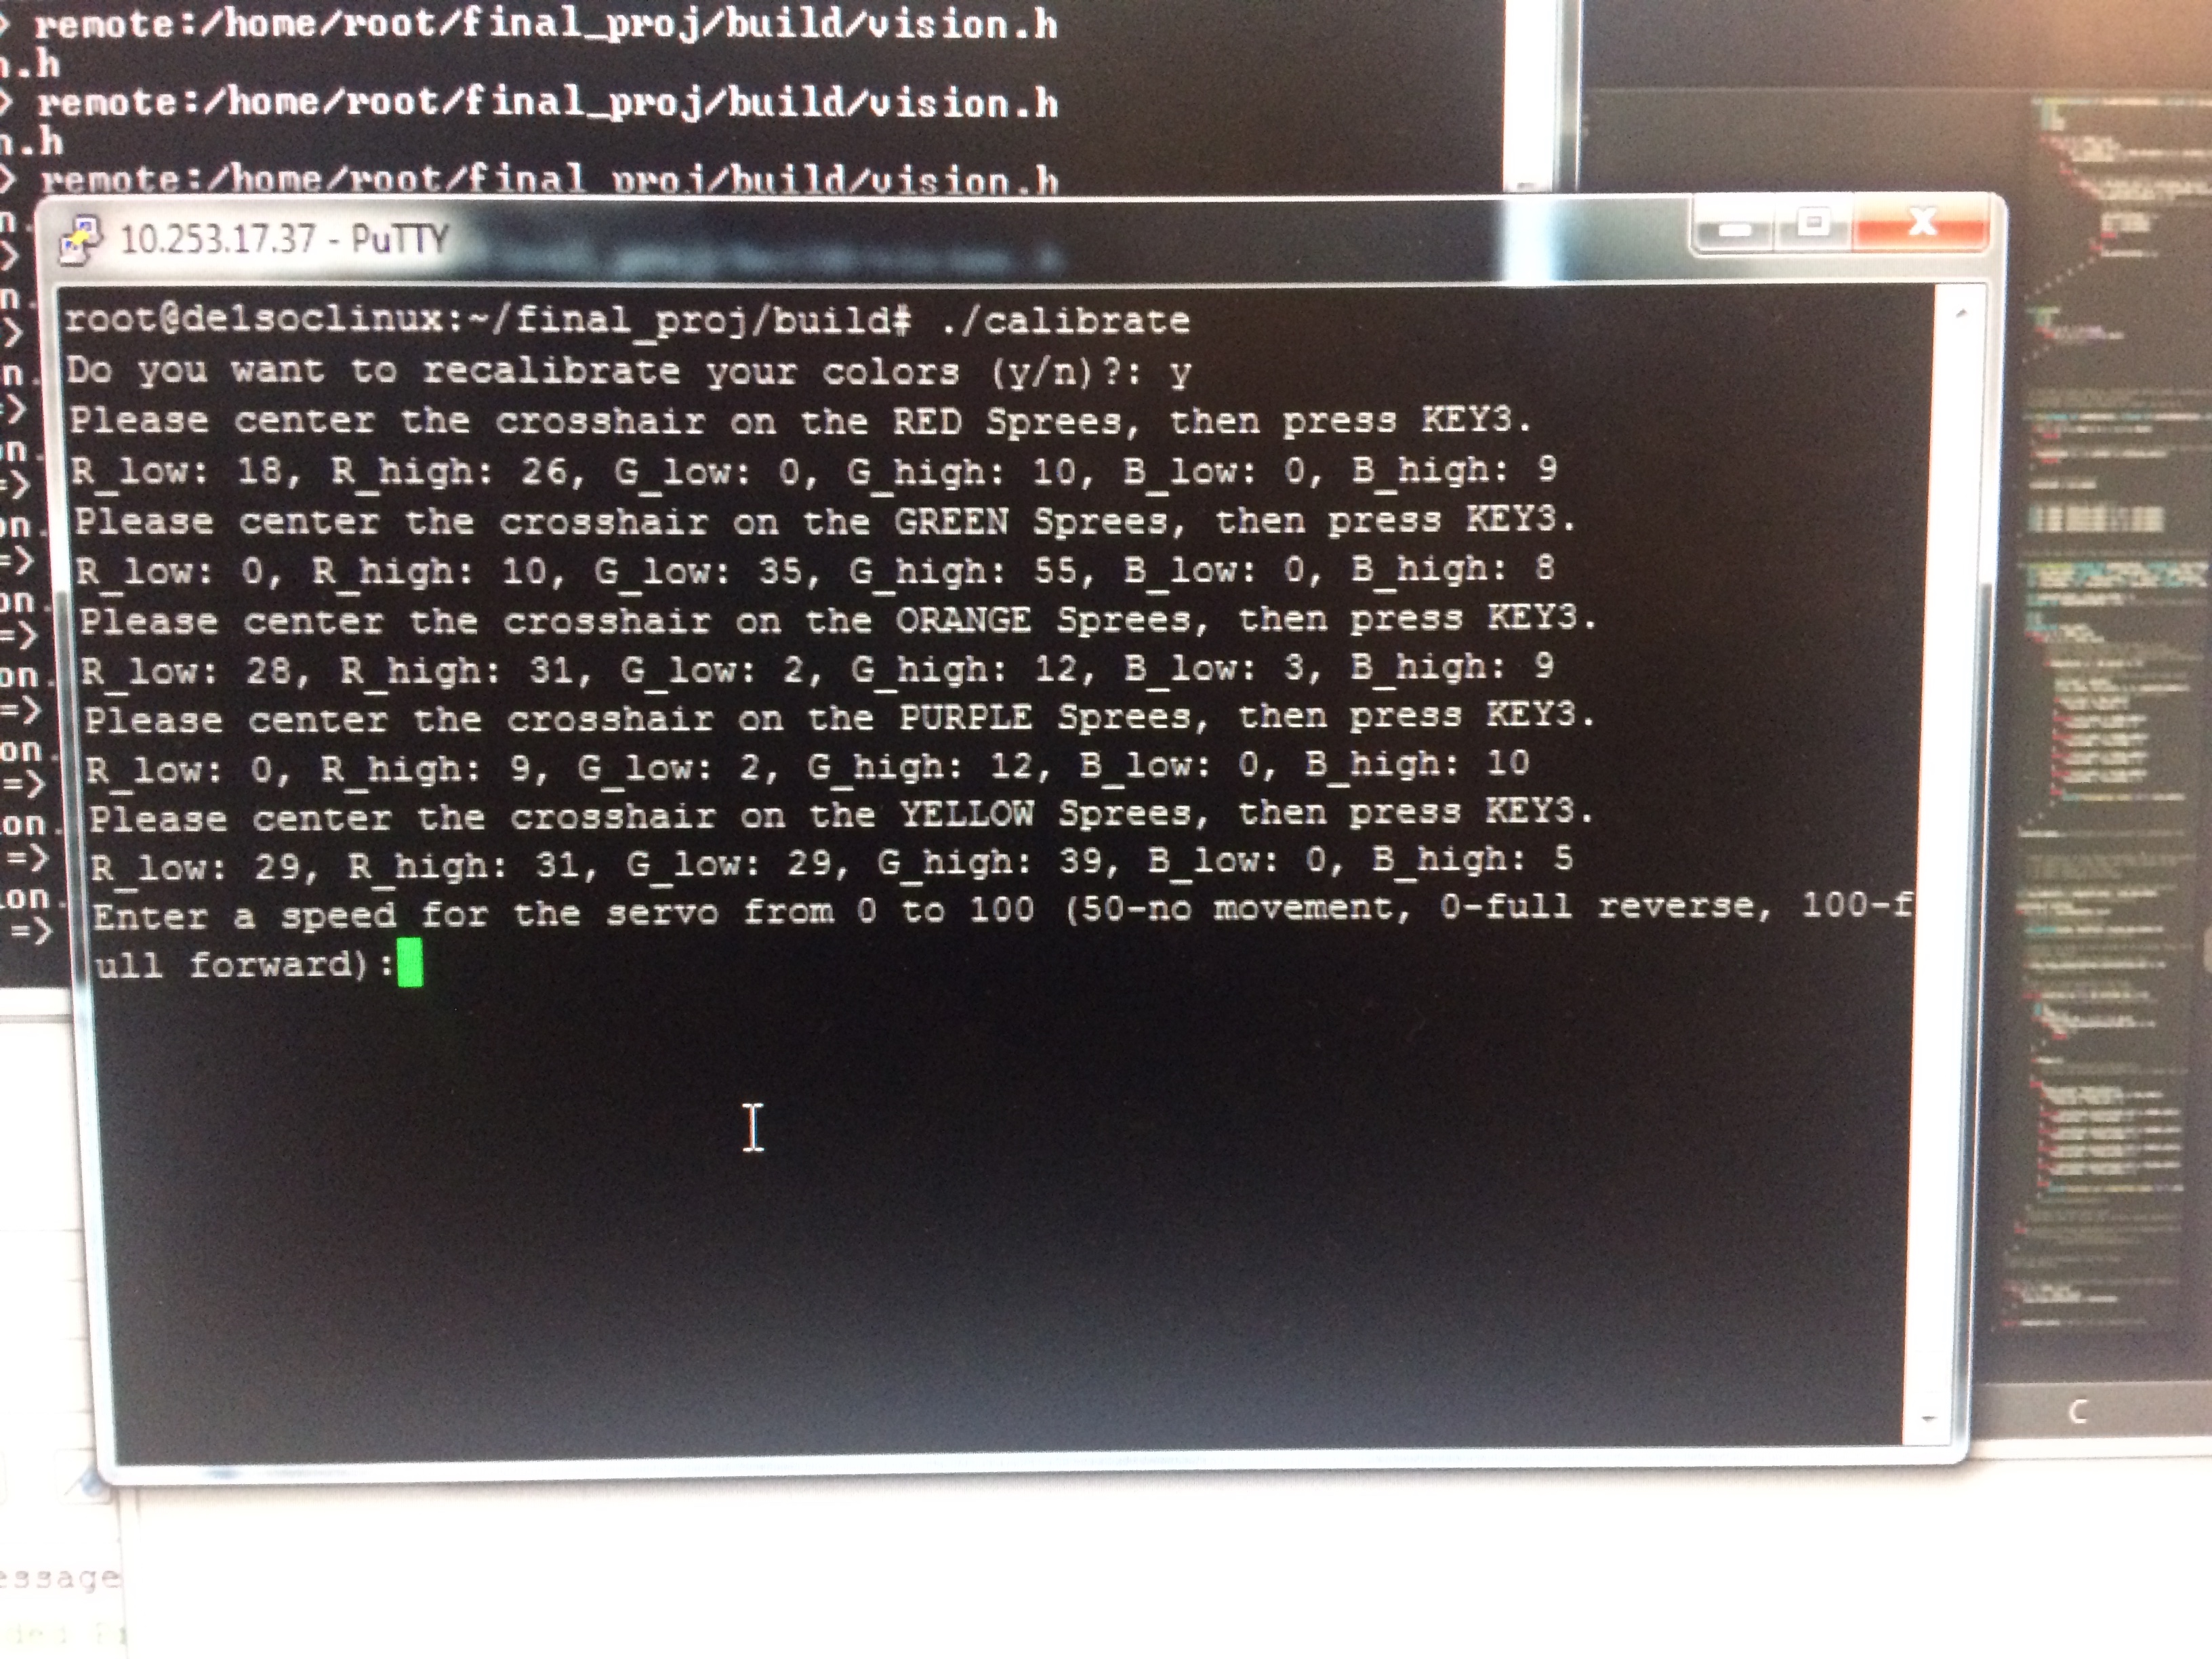 remote:/home/root/final_proj/build/vision.h
n.h
remote:/home/root/final_proj/build/vision.h
n.h
remote:/home/root/final_proj/build/vision.h
10.253.17.37 - PuTTY
root@de1soclinux:~/final_proj/build# ./calibrate
Do you want to recalibrate your colors (y/n)?: y
Please center the crosshair on the RED Sprees, then press KEY3.
R_low: 18, R_high: 26, G_low: 0, G_high: 10, B_low: 0, B_high: 9
Please center the crosshair on the GREEN Sprees, then press KEY3.
R_low: 0, R_high: 10, G_low: 35, G_high: 55, B_low: 0, B_high: 8
Please center the crosshair on the ORANGE Sprees, then press KEY3.
R_low: 28, R_high: 31, G_low: 2, G_high: 12, B_low: 3, B_high: 9
Please center the crosshair on the PURPLE Sprees, then press KEY3.
R_low: 0, R_high: 9, G_low: 2, G_high: 12, B_low: 0, B_high: 10
Please center the crosshair on the YELLOW Sprees, then press KEY3.
R_low: 29, R_high: 31, G_low: 29, G_high: 39, B_low: 0, B_high: 5
Enter a speed for the servo from 0 to 100 (50-no movement, 0-full reverse, 100-f
ull forward):
C
essage